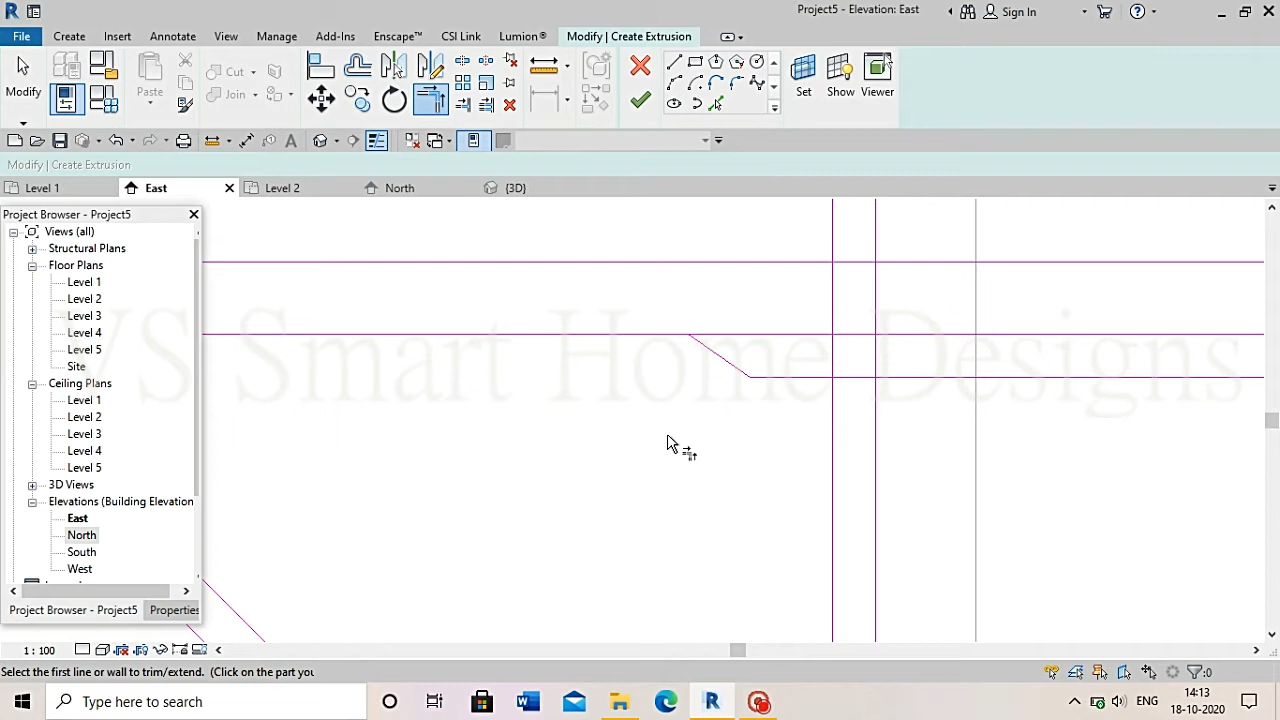 Project5 - Elevation: East
Sign In
File
Create
Insert
Annotate
View
Manage
Add-Ins
Enscape™
CSI Link
Lumion®
Modify | Create Extrusion
Modify
Paste
Cut
Join
Set
Show
Viewer
Modify | Create Extrusion
Level 1
East
Level 2
North
{3D}
Project Browser - Project5
Views (all)
Structural Plans
Floor Plans
Level 1
Level 2
Level 3
Level 4
Level 5
Site
Ceiling Plans
Level 1
Level 2
Level 3
Level 4
Level 5
3D Views
Elevations (Building Elevation
East
North
South
West
Project Browser - Project5
Properties
VS Smart Home Designs
1 : 100
Select the first line or wall to trim/extend. (Click on the part you
:0
Type here to search
ENG
14:13
18-10-2020